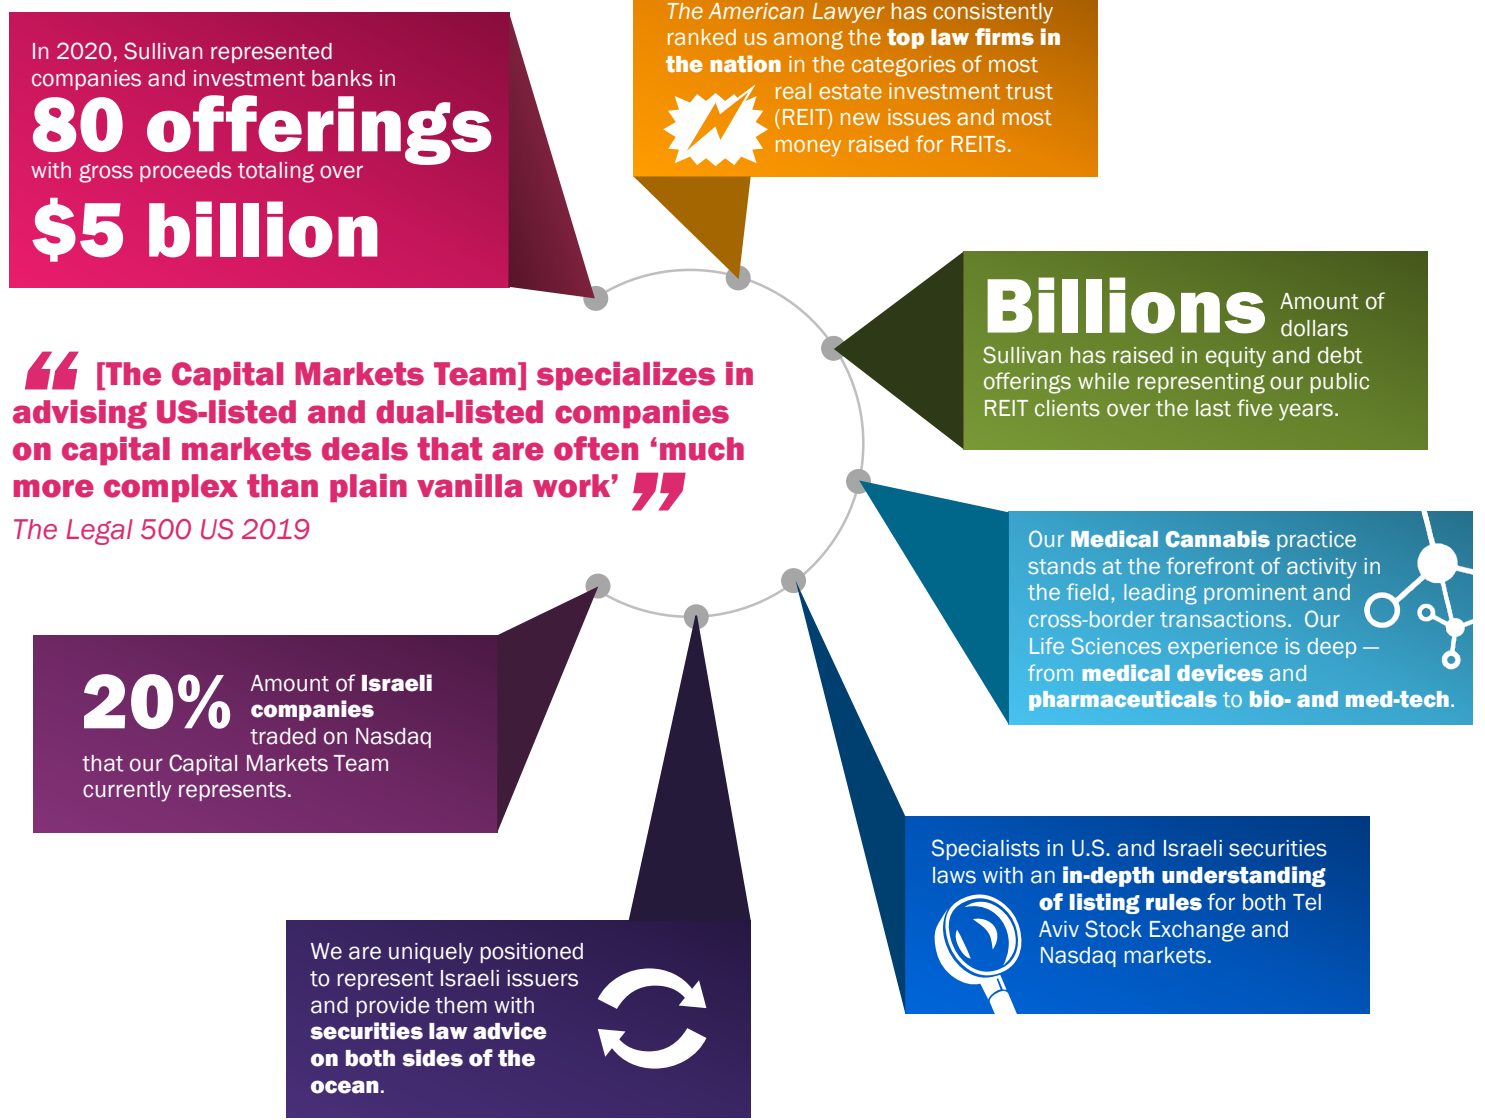 In 2020, Sullivan represented
companies and investment banks in
80 offerings
with gross proceeds totaling over
$5 billion
The American Lawyer has consistently
ranked us among the top law firms in
the nation in the categories of most
real estate investment trust
(REIT) new issues and most
money raised for REITs.
Billions Amount of
dollars
Sullivan has raised in equity and debt
offerings while representing our public
REIT clients over the last five years.
“ [The Capital Markets Team] specializes in
advising US-listed and dual-listed companies
on capital markets deals that are often ‘much
more complex than plain vanilla work’ ”
The Legal 500 US 2019
Our Medical Cannabis practice
stands at the forefront of activity in
the field, leading prominent and
cross-border transactions. Our
Life Sciences experience is deep —
from medical devices and
pharmaceuticals to bio- and med-tech.
20% Amount of Israeli
companies
traded on Nasdaq
that our Capital Markets Team
currently represents.
Specialists in U.S. and Israeli securities
laws with an in-depth understanding
of listing rules for both Tel
Aviv Stock Exchange and
Nasdaq markets.
We are uniquely positioned
to represent Israeli issuers
and provide them with
securities law advice
on both sides of the
ocean.